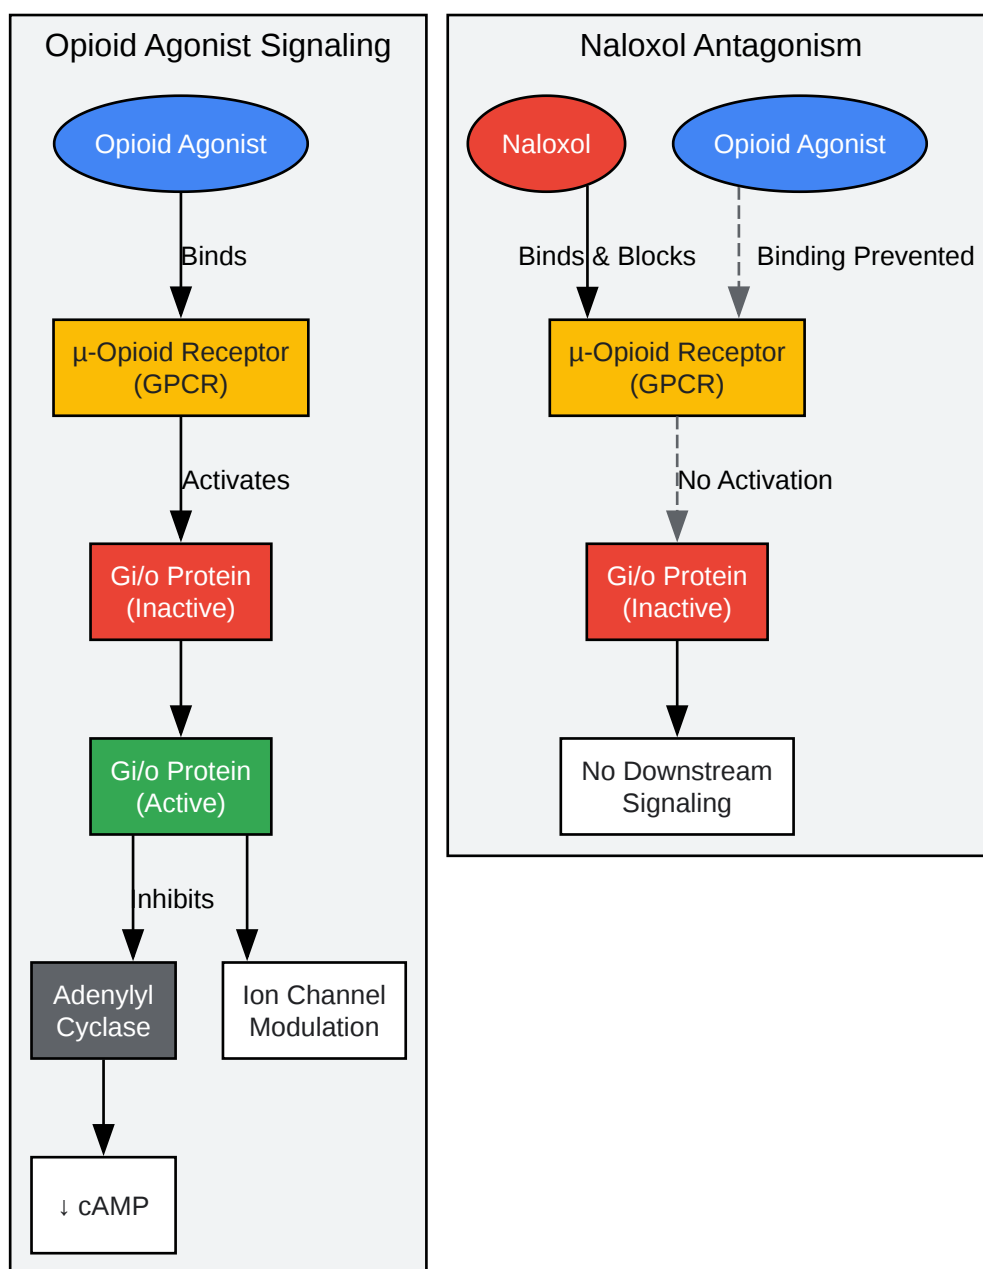 Opioid Agonist Signaling
Opioid Agonist
Binds
µ-Opioid Receptor
(GPCR)
Activates
Gi/o Protein
(Inactive)
Gi/o Protein
(Active)
Inhibits
Adenylyl
Cyclase
Ion Channel
Modulation
↓ cAMP
Naloxol Antagonism
Naloxol
Opioid Agonist
Binds & Blocks
Binding Prevented
µ-Opioid Receptor
(GPCR)
No Activation
Gi/o Protein
(Inactive)
No Downstream
Signaling